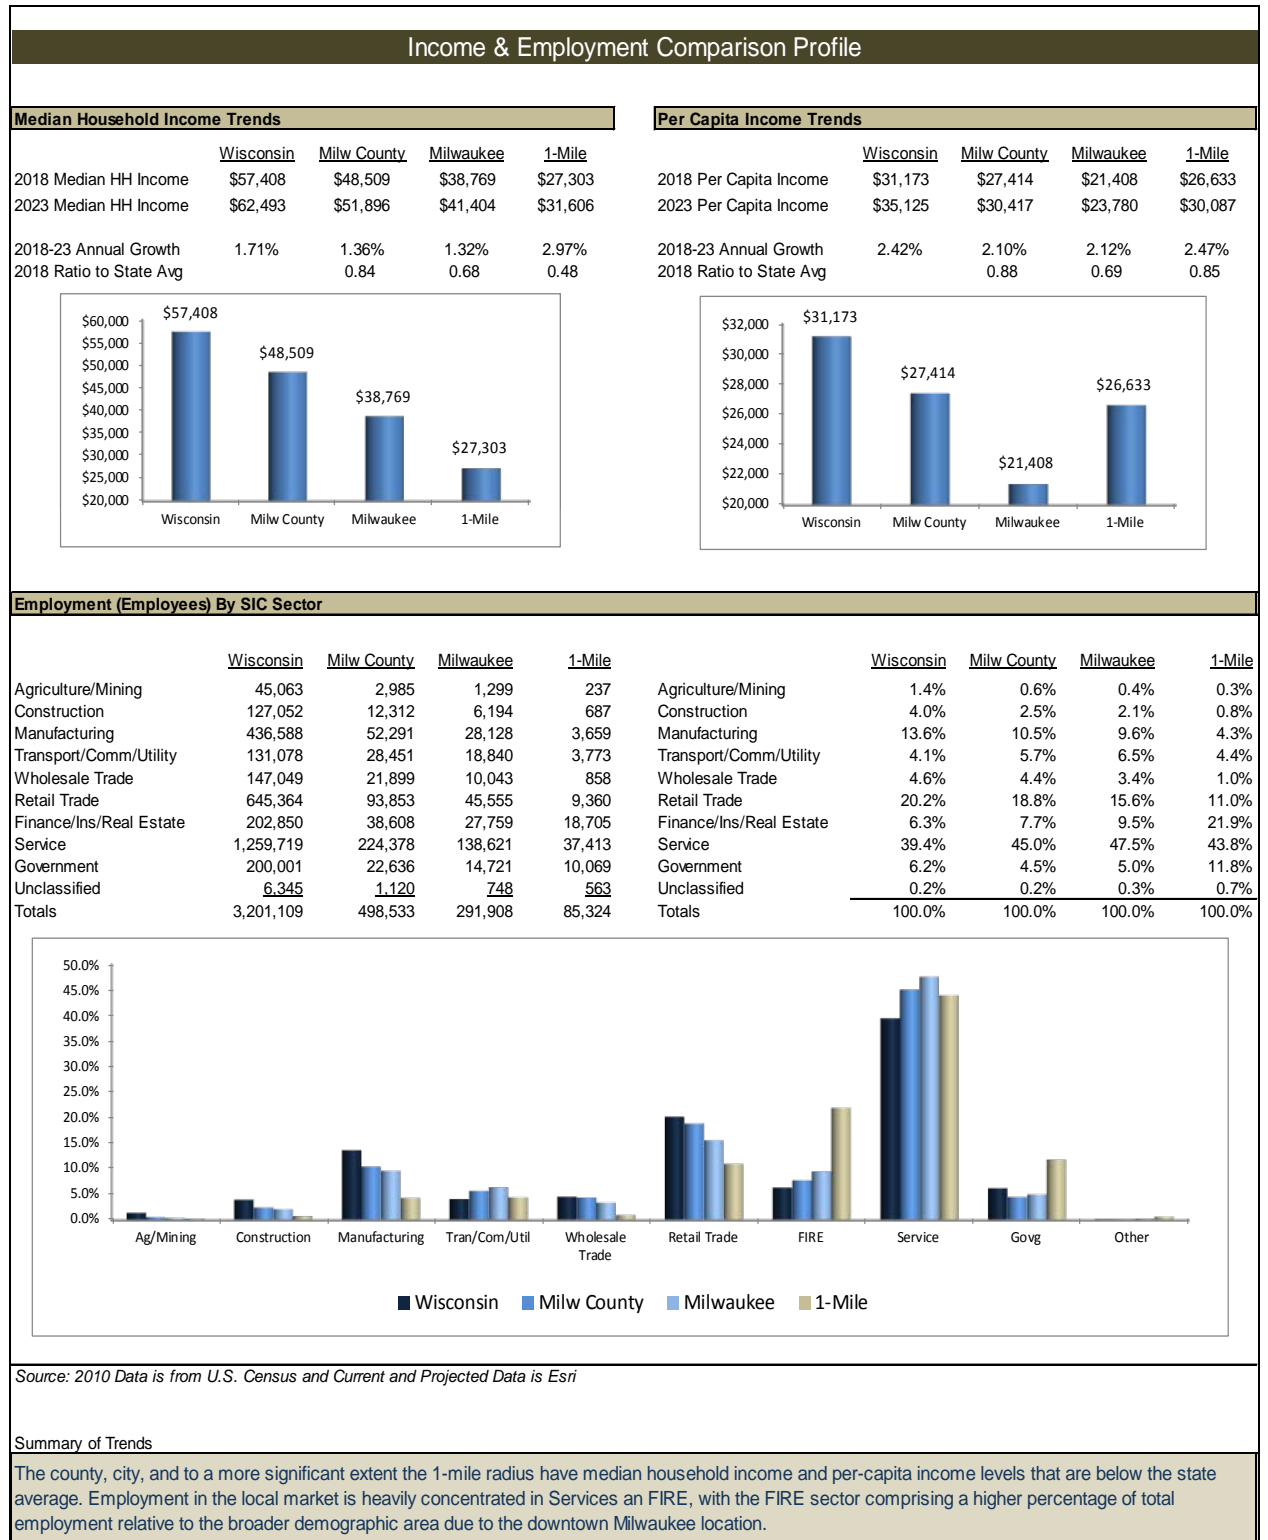 Income & Employment Comparison Profile
Median Household Income Trends
Wisconsin Milw County Milwaukee 1-Mile
2018 Median HH Income $57,408 $48,509 $38,769 $27,303
2023 Median HH Income $62,493 $51,896 $41,404 $31,606
2018-23 Annual Growth 1.71% 1.36% 1.32% 2.97%
2018 Ratio to State Avg 0.84 0.68 0.48
$60,000
$55,000
$50,000
$45,000
$40,000
$35,000
$30,000
$25,000
$20,000
$57,408
$48,509
$38,769
$27,303
Wisconsin Milw County Milwaukee 1-Mile
Per Capita Income Trends
Wisconsin Milw County Milwaukee 1-Mile
2018 Per Capita Income $31,173 $27,414 $21,408 $26,633
2023 Per Capita Income $35,125 $30,417 $23,780 $30,087
2018-23 Annual Growth 2.42% 2.10% 2.12% 2.47%
2018 Ratio to State Avg 0.88 0.69 0.85
$32,000
$30,000
$28,000
$26,000
$24,000
$22,000
$20,000
$31,173
$27,414
$21,408
$26,633
Wisconsin Milw County Milwaukee 1-Mile
Employment (Employees) By SIC Sector
Wisconsin Milw County Milwaukee 1-Mile
Agriculture/Mining 45,063 2,985 1,299 237
Construction 127,052 12,312 6,194 687
Manufacturing 436,588 52,291 28,128 3,659
Transport/Comm/Utility 131,078 28,451 18,840 3,773
Wholesale Trade 147,049 21,899 10,043 858
Retail Trade 645,364 93,853 45,555 9,360
Finance/Ins/Real Estate 202,850 38,608 27,759 18,705
Service 1,259,719 224,378 138,621 37,413
Government 200,001 22,636 14,721 10,069
Unclassified 6,345 1,120 748 563
Totals 3,201,109 498,533 291,908 85,324
Wisconsin Milw County Milwaukee 1-Mile
Agriculture/Mining 1.4% 0.6% 0.4% 0.3%
Construction 4.0% 2.5% 2.1% 0.8%
Manufacturing 13.6% 10.5% 9.6% 4.3%
Transport/Comm/Utility 4.1% 5.7% 6.5% 4.4%
Wholesale Trade 4.6% 4.4% 3.4% 1.0%
Retail Trade 20.2% 18.8% 15.6% 11.0%
Finance/Ins/Real Estate 6.3% 7.7% 9.5% 21.9%
Service 39.4% 45.0% 47.5% 43.8%
Government 6.2% 4.5% 5.0% 11.8%
Unclassified 0.2% 0.2% 0.3% 0.7%
Totals 100.0% 100.0% 100.0% 100.0%
50.0%
45.0%
40.0%
35.0%
30.0%
25.0%
20.0%
15.0%
10.0%
5.0%
0.0%
Ag/Mining Construction Manufacturing Tran/Com/Util Wholesale Retail Trade FIRE Service Govg Other
Trade
Wisconsin Milw County Milwaukee 1-Mile
Source: 2010 Data is from U.S. Census and Current and Projected Data is Esri
Summary of Trends
The county, city, and to a more significant extent the 1-mile radius have median household income and per-capita income levels that are below the state
average. Employment in the local market is heavily concentrated in Services an FIRE, with the FIRE sector comprising a higher percentage of total
employment relative to the broader demographic area due to the downtown Milwaukee location.